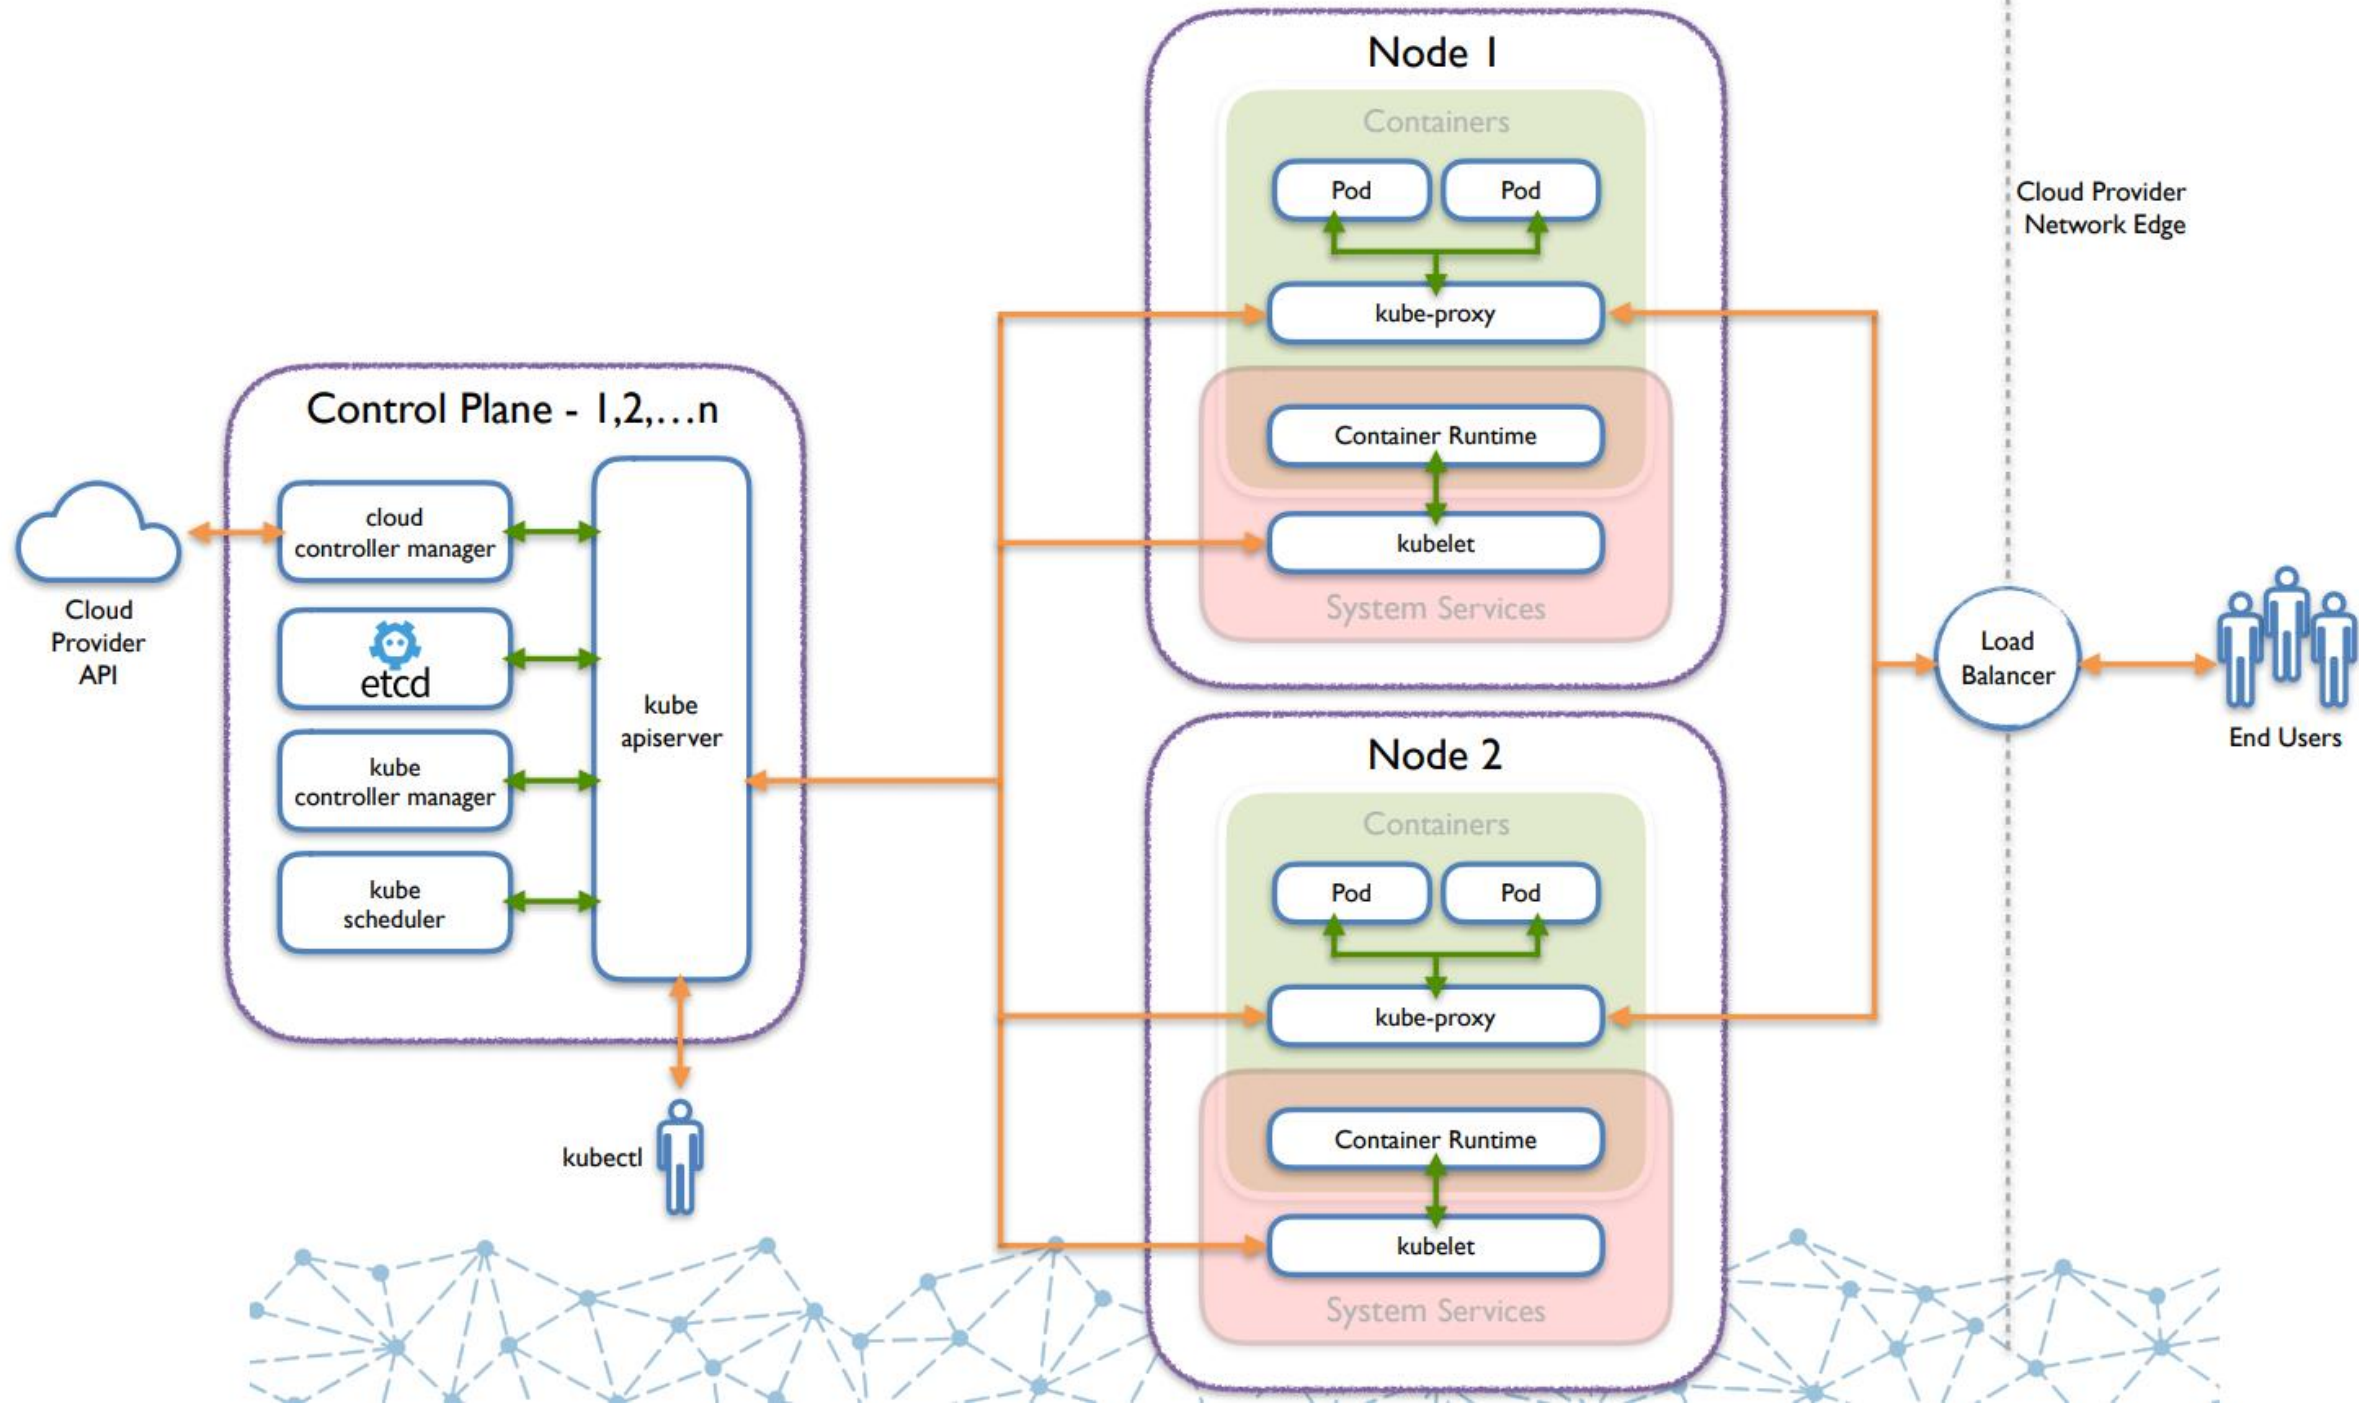 Node 1
Containers
Pod
Pod
kube-proxy
Container Runtime
kubelet
System Services
Cloud Provider
Network Edge
Control Plane - 1,2,...n
cloud
controller manager
etcd
kube
controller manager
kube
scheduler
kube
apiserver
Cloud
Provider
API
kubectl
Load
Balancer
End Users
Node 2
Containers
Pod
Pod
kube-proxy
Container Runtime
kubelet
System Services